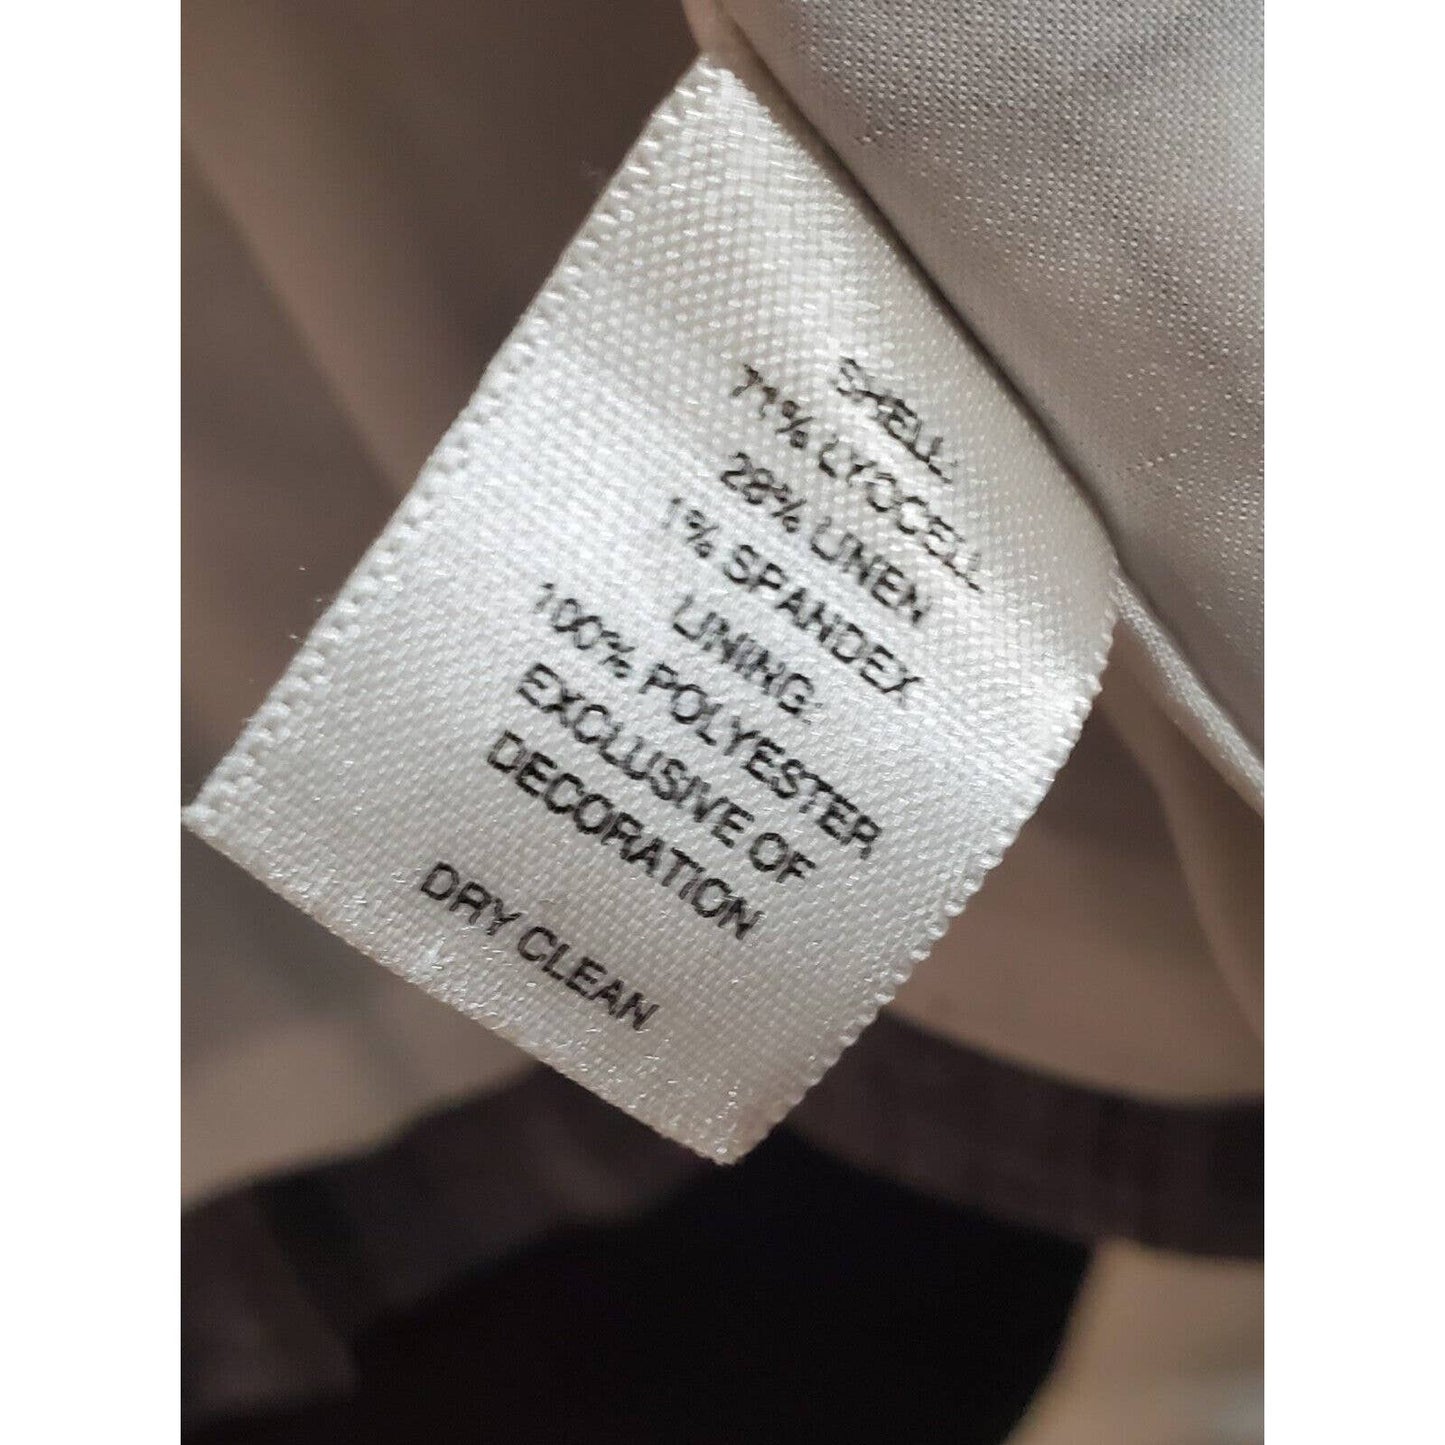 SHELL:
71% LYOCELL
28% LINEN
1% SPANDEX
LINING:
100% POLYESTER
EXCLUSIVE OF
DECORATION
DRY CLEAN